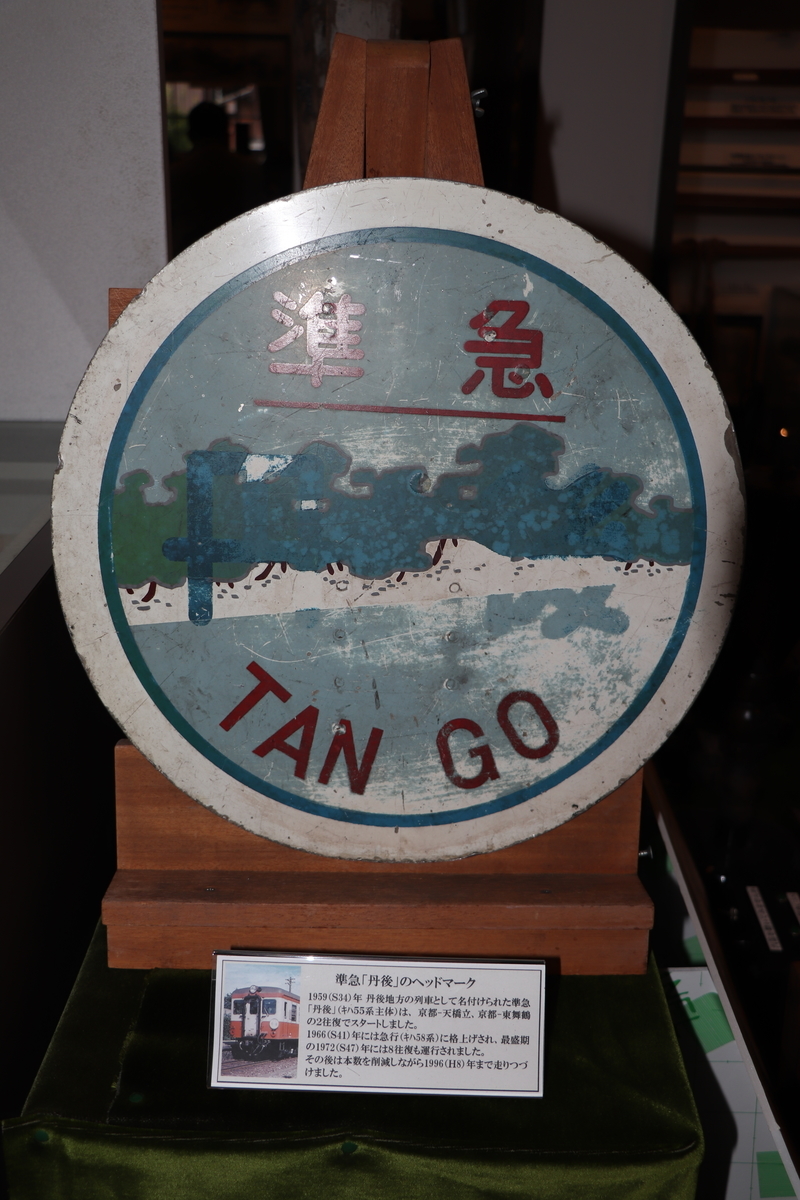 準 急
TAN GO
準急「丹後」のヘッドマーク
1959(S34)年 丹後地方の列車として名付けられた準急
「丹後」(ｷﾊ55系主体)は、京都-天橋立、京都-東舞鶴
の2往復でスタートしました。
1966(S41)年には急行(ｷﾊ58系)に格上げされ、最盛期
の1972(S47)年には8往復も運行されました。
その後は本数を削減しながら1996(H8)年まで走りつづ
けました。